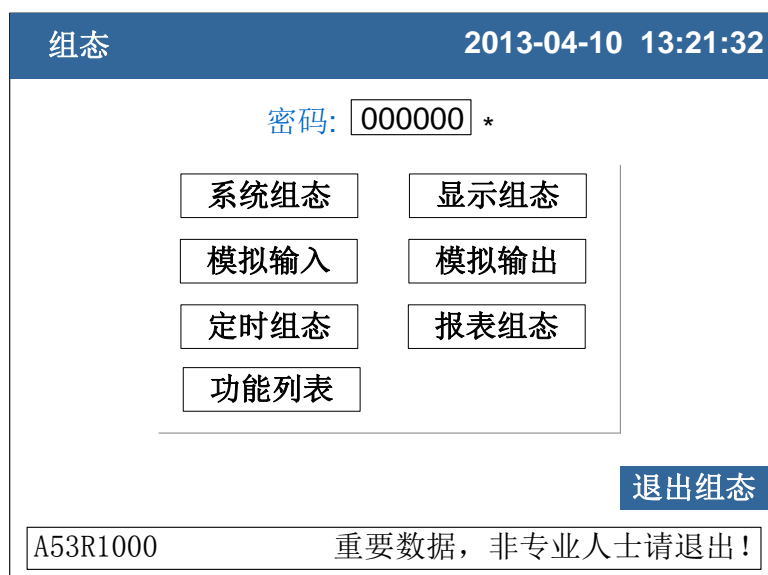 组态 2013-04-10 13:21:32
密码: 000000 *
系统组态 显示组态
模拟输入 模拟输出
定时组态 报表组态
功能列表
退出组态
A53R1000 重要数据，非专业人士请退出！